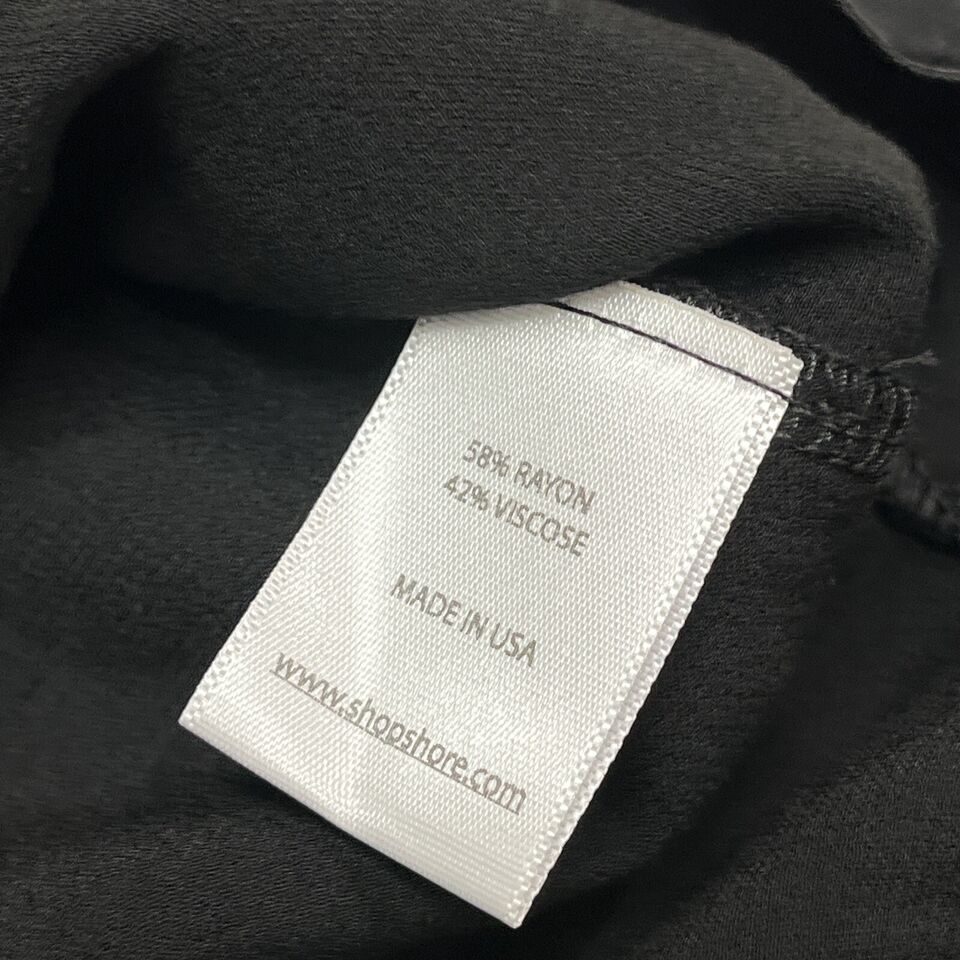 58% RAYON
42% VISCOSE
MADE IN USA
www.shopshore.com